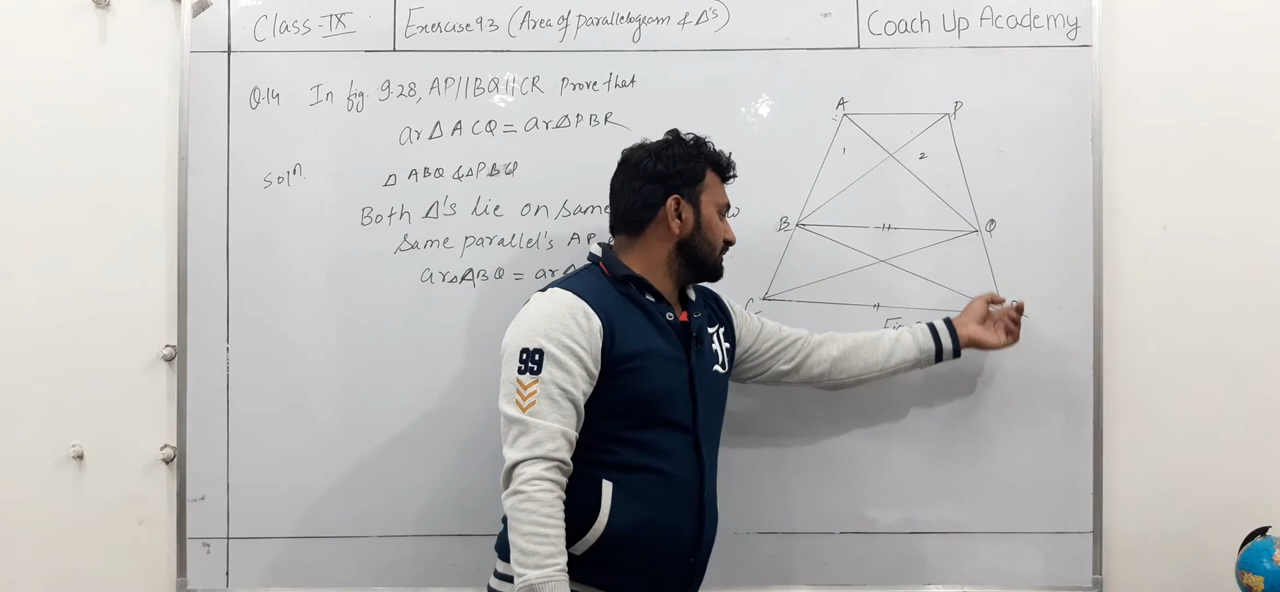 Class-IX
Exercise 9.3 (Area of parallelogram & Δ's)
Coach Up Academy
Q.14 In fig. 9.28, AP||BQ||CR Prove that
ar Δ ACQ = ar Δ PBR
Solⁿ.
Δ ABQ & Δ PBQ
Both Δ's lie on same
same parallel's AP
ar Δ ABQ = ar
A
P
1
2
B
Q
C
99
F